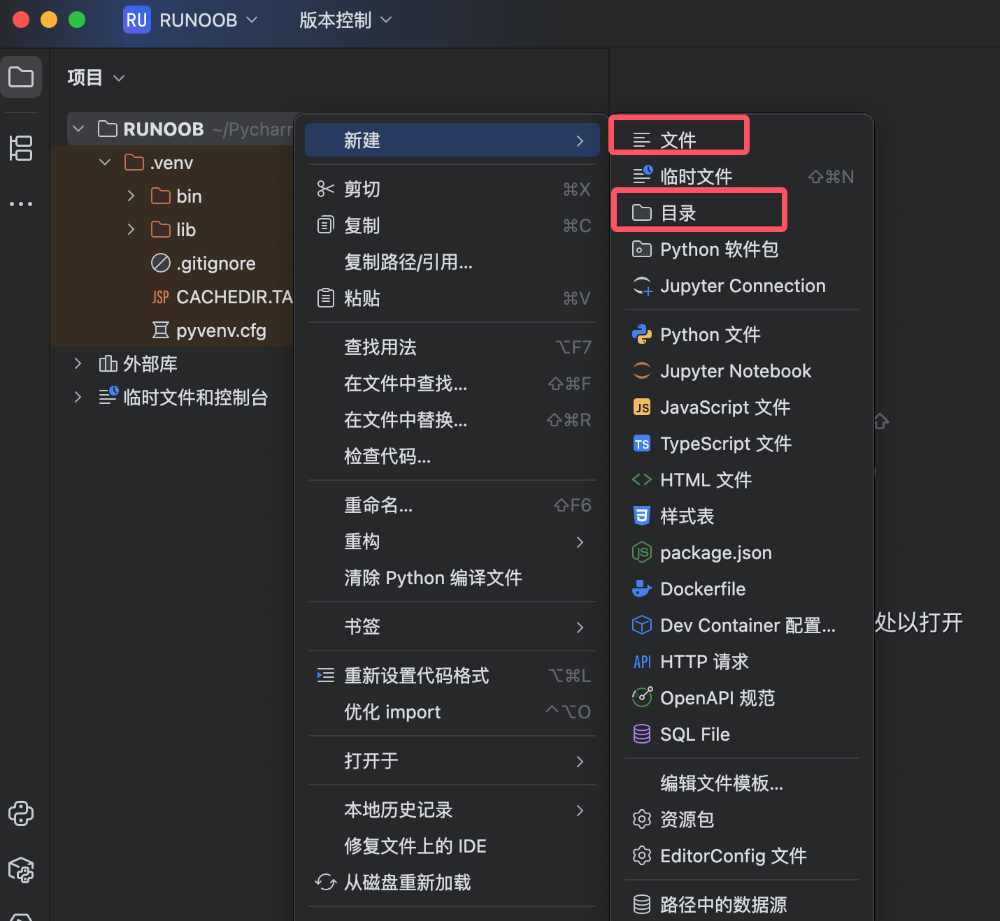 RU RUNOOB 版本控制
项目
RUNOOB ~/Pycharm
.venv
bin
lib
.gitignore
JSP CACHEDIR.TA
pyvenv.cfg
外部库
临时文件和控制台
新建
剪切 ⌘X
复制 ⌘C
复制路径/引用...
粘贴 ⌘V
查找用法 ⌥F7
在文件中查找... ⇧⌘F
在文件中替换... ⇧⌘R
检查代码...
重命名... ⇧F6
重构
清除 Python 编译文件
书签
重新设置代码格式 ⌥⌘L
优化 import ^⌥O
打开于
本地历史记录
修复文件上的 IDE
从磁盘重新加载
文件
临时文件 ⇧⌘N
目录
Python 软件包
Jupyter Connection
Python 文件
Jupyter Notebook
JS JavaScript 文件
TS TypeScript 文件
HTML 文件
样式表
JS package.json
Dockerfile
Dev Container 配置...
API HTTP 请求
OpenAPI 规范
SQL File
编辑文件模板...
资源包
EditorConfig 文件
路径中的数据源
⇧
处以打开